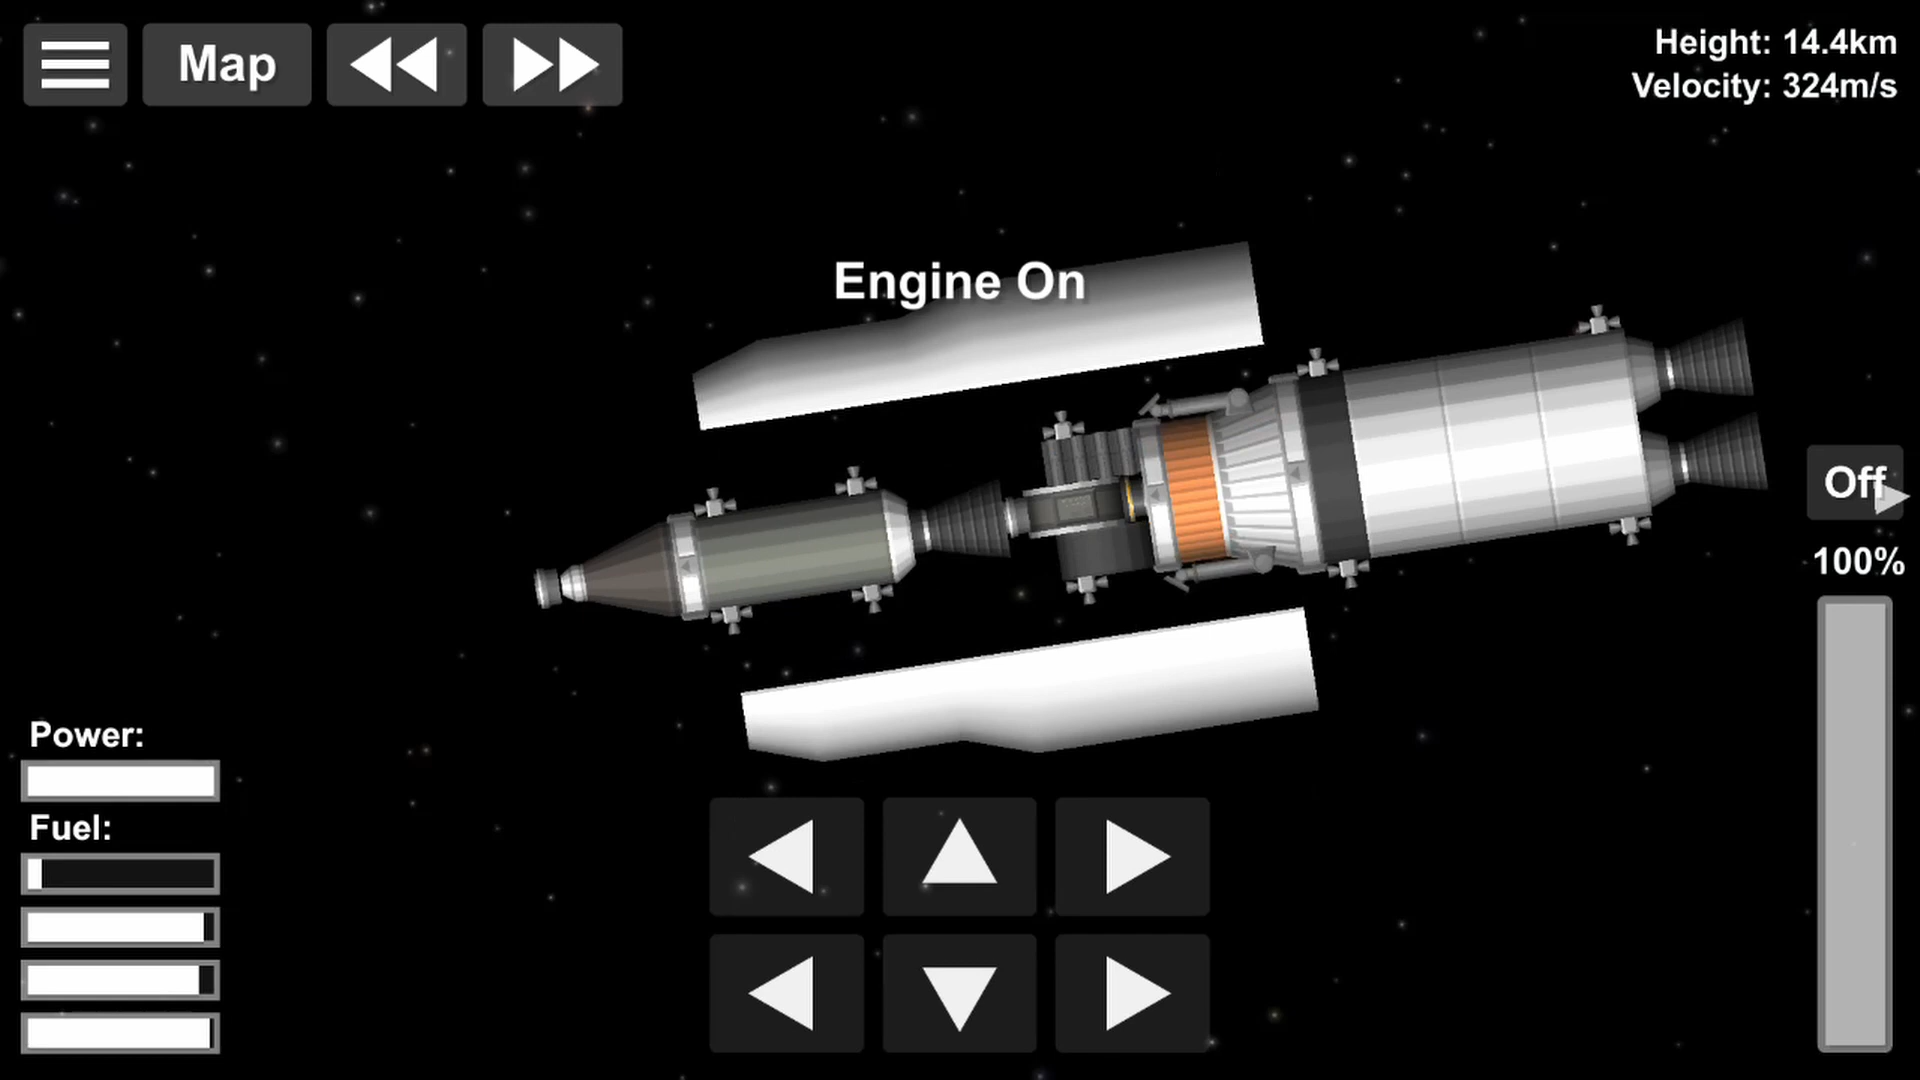 Map
Height: 14.4km
Velocity: 324m/s
Engine On
Off
100%
Power:
Fuel: